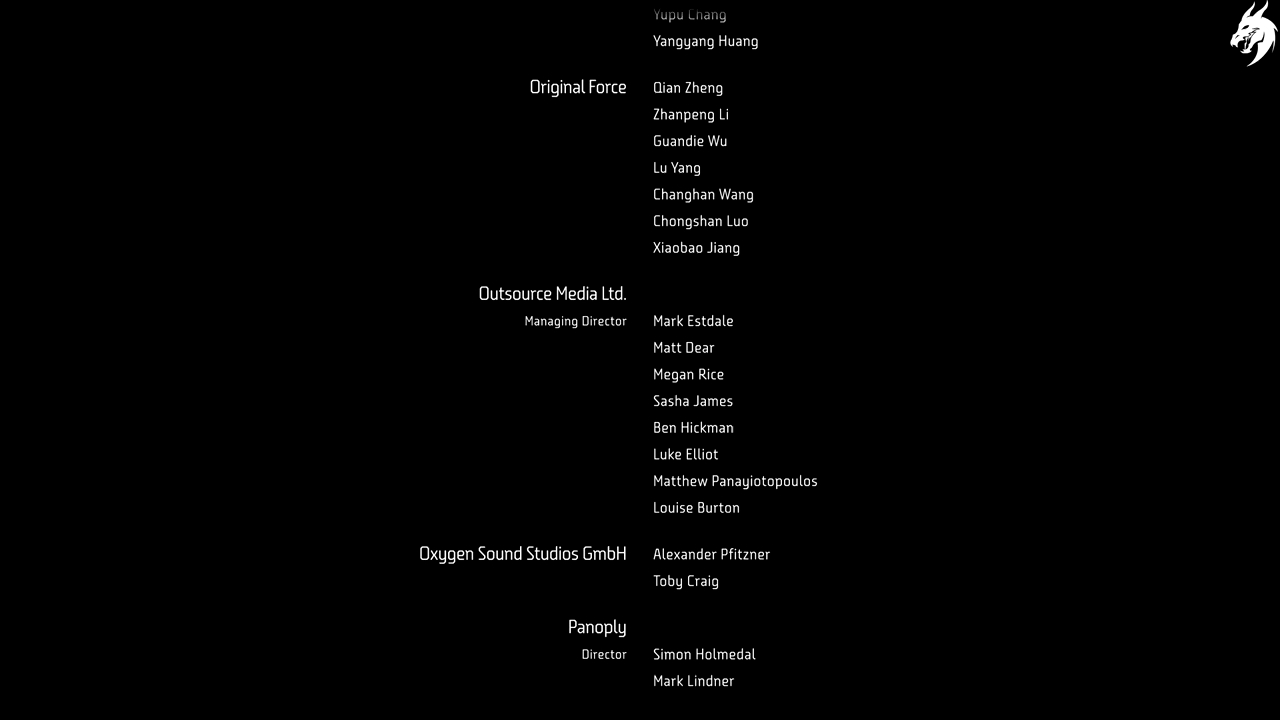 Yupu Chang
Yangyang Huang
Original Force Qian Zheng
Zhanpeng Li
Guandie Wu
Lu Yang
Changhan Wang
Chongshan Luo
Xiaobao Jiang
Outsource Media Ltd.
Managing Director Mark Estdale
Matt Dear
Megan Rice
Sasha James
Ben Hickman
Luke Elliot
Matthew Panayiotopoulos
Louise Burton
Oxygen Sound Studios GmbH Alexander Pfitzner
Toby Craig
Panoply
Director Simon Holmedal
Mark Lindner